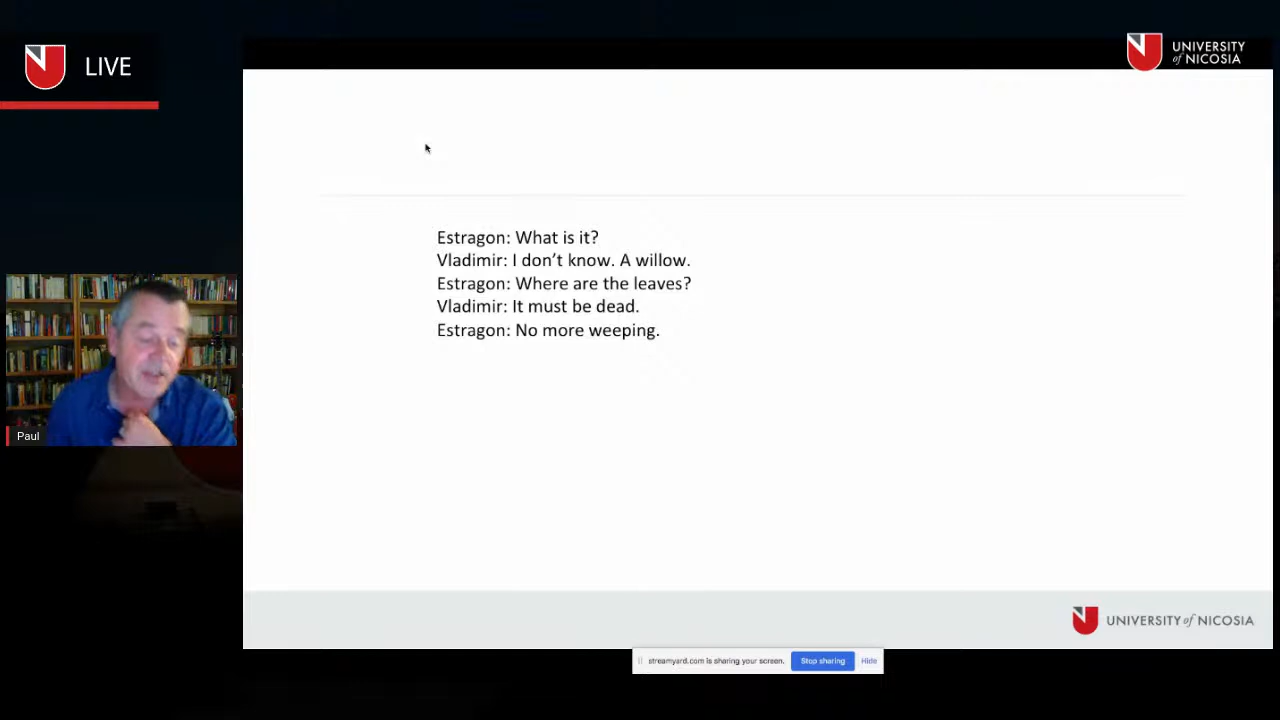 LIVE
UNIVERSITY
of NICOSIA
Estragon: What is it?
Vladimir: I don’t know. A willow.
Estragon: Where are the leaves?
Vladimir: It must be dead.
Estragon: No more weeping.
Paul
UNIVERSITY of NICOSIA
streamyard.com is sharing your screen. Stop sharing Hide